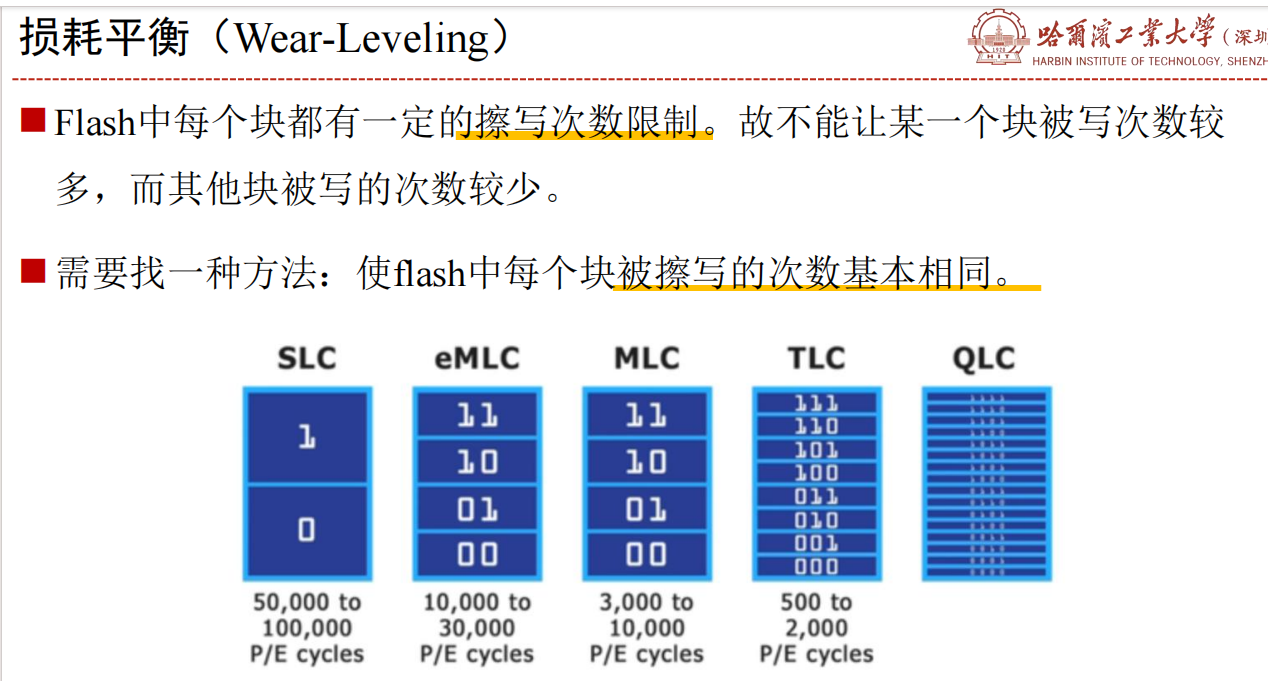 损耗平衡（Wear-Leveling）
哈爾濱工業大學（深圳
HARBIN INSTITUTE OF TECHNOLOGY, SHENZH
1920
HIT
Flash中每个块都有一定的擦写次数限制。故不能让某一个块被写次数较
多，而其他块被写的次数较少。
需要找一种方法：使flash中每个块被擦写的次数基本相同。
SLC
1
0
50,000 to
100,000
P/E cycles
eMLC
11
10
01
00
10,000 to
30,000
P/E cycles
MLC
11
10
01
00
3,000 to
10,000
P/E cycles
TLC
111
110
101
100
011
010
001
000
500 to
2,000
P/E cycles
QLC